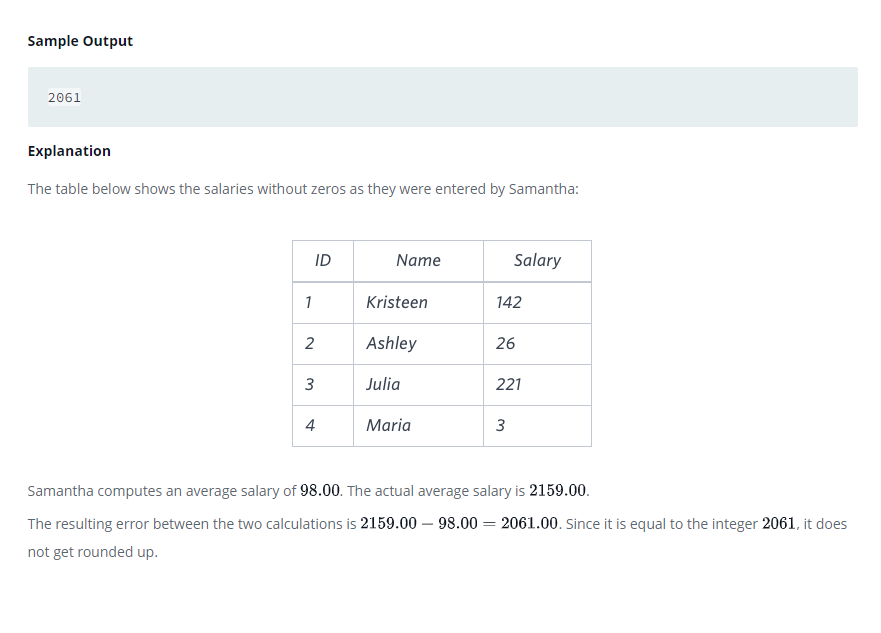 Sample Output
2061
Explanation
The table below shows the salaries without zeros as they were entered by Samantha:
ID Name Salary
1 Kristeen 142
2 Ashley 26
3 Julia 221
4 Maria 3
Samantha computes an average salary of 98.00. The actual average salary is 2159.00.
The resulting error between the two calculations is 2159.00 − 98.00 = 2061.00. Since it is equal to the integer 2061, it does
not get rounded up.